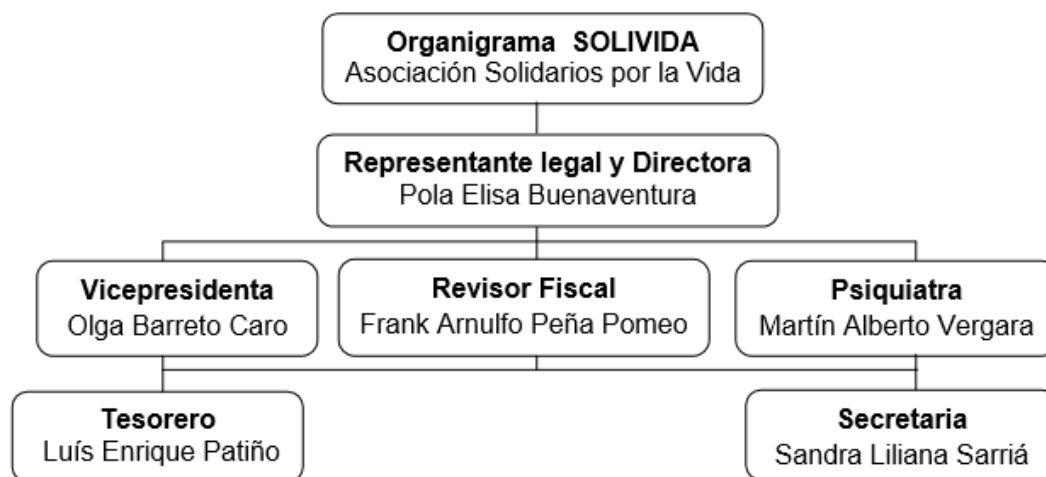 Organigrama SOLIVIDA
Asociación Solidarios por la Vida
Representante legal y Directora
Pola Elisa Buenaventura
Vicepresidenta
Olga Barreto Caro
Revisor Fiscal
Frank Arnulfo Peña Pomeo
Psiquiatra
Martín Alberto Vergara
Tesorero
Luís Enrique Patiño
Secretaria
Sandra Liliana Sarriá